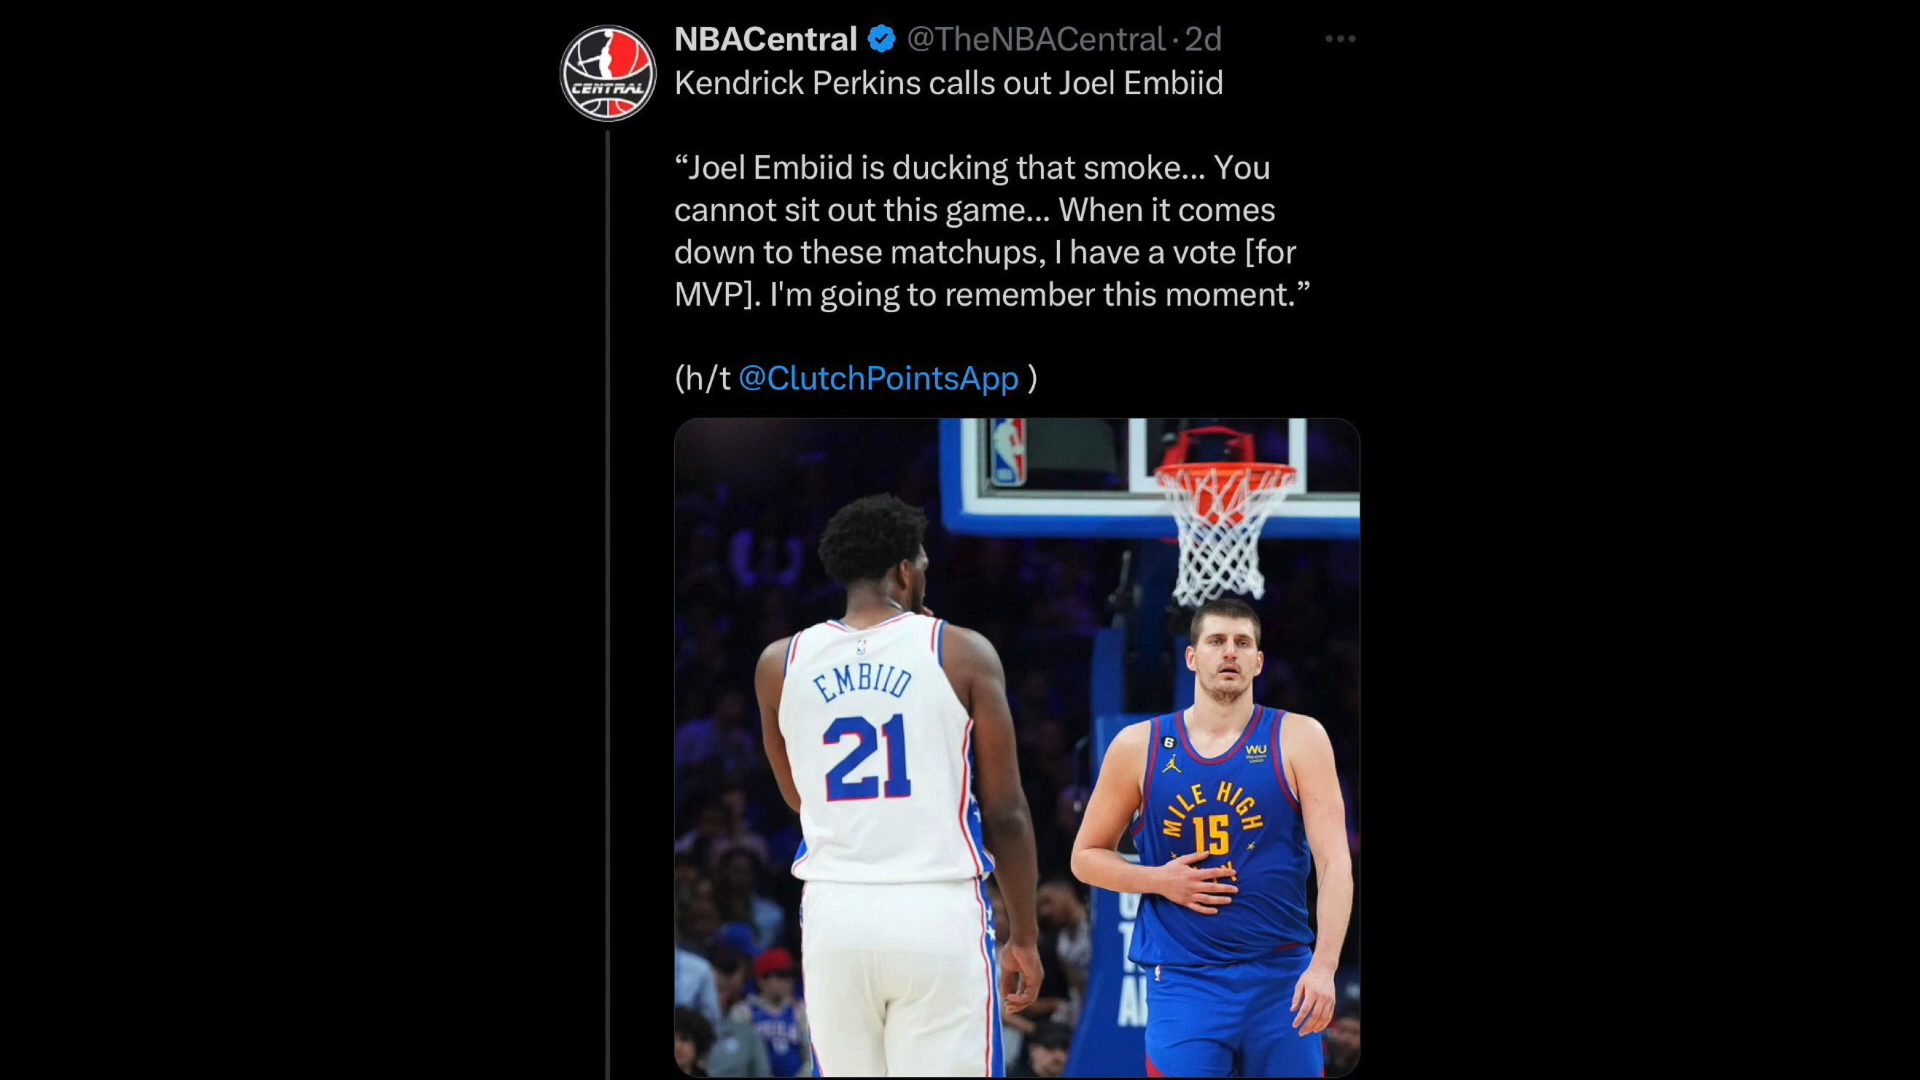 CENTRAL
NBACentral @TheNBACentral · 2d
Kendrick Perkins calls out Joel Embiid
“Joel Embiid is ducking that smoke... You
cannot sit out this game... When it comes
down to these matchups, I have a vote [for
MVP]. I'm going to remember this moment.”
(h/t @ClutchPointsApp )
EMBIID
21
6
WU
Western
Union
MILE HIGH
15